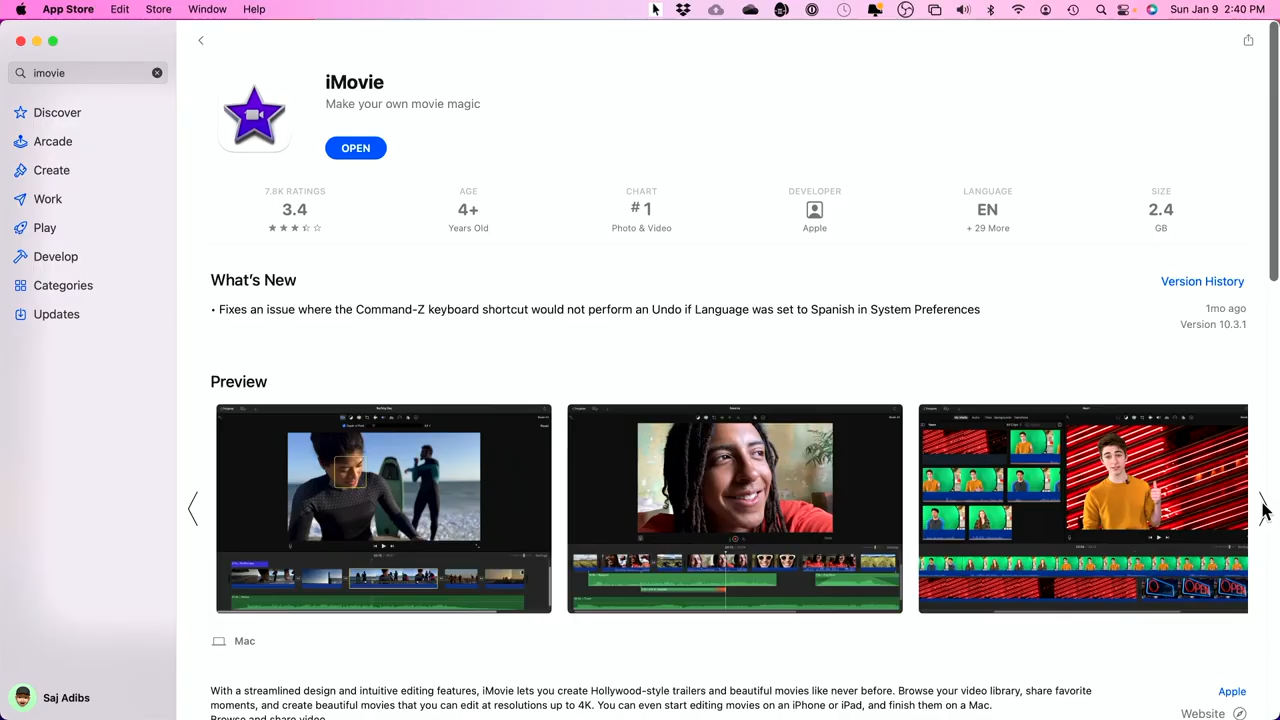 App Store Edit Store Window Help Sun Jan 9 2:40 PM
imovie
Discover
Arcade
Create
Work
Play
Develop
Categories
Updates
Saj Adibs
iMovie
Make your own movie magic
OPEN
7.8K RATINGS
3.4
AGE
4+
Years Old
CHART
#1
Photo & Video
DEVELOPER
Apple
LANGUAGE
EN
+ 29 More
SIZE
2.4
GB
What's New
Version History
• Fixes an issue where the Command-Z keyboard shortcut would not perform an Undo if Language was set to Spanish in System Preferences
1mo ago
Version 10.3.1
Preview
Mac
With a streamlined design and intuitive editing features, iMovie lets you create Hollywood-style trailers and beautiful movies like never before. Browse your video library, share favorite
moments, and create beautiful movies that you can edit at resolutions up to 4K. You can even start editing movies on an iPhone or iPad, and finish them on a Mac.
Browse and share video
Apple
Website